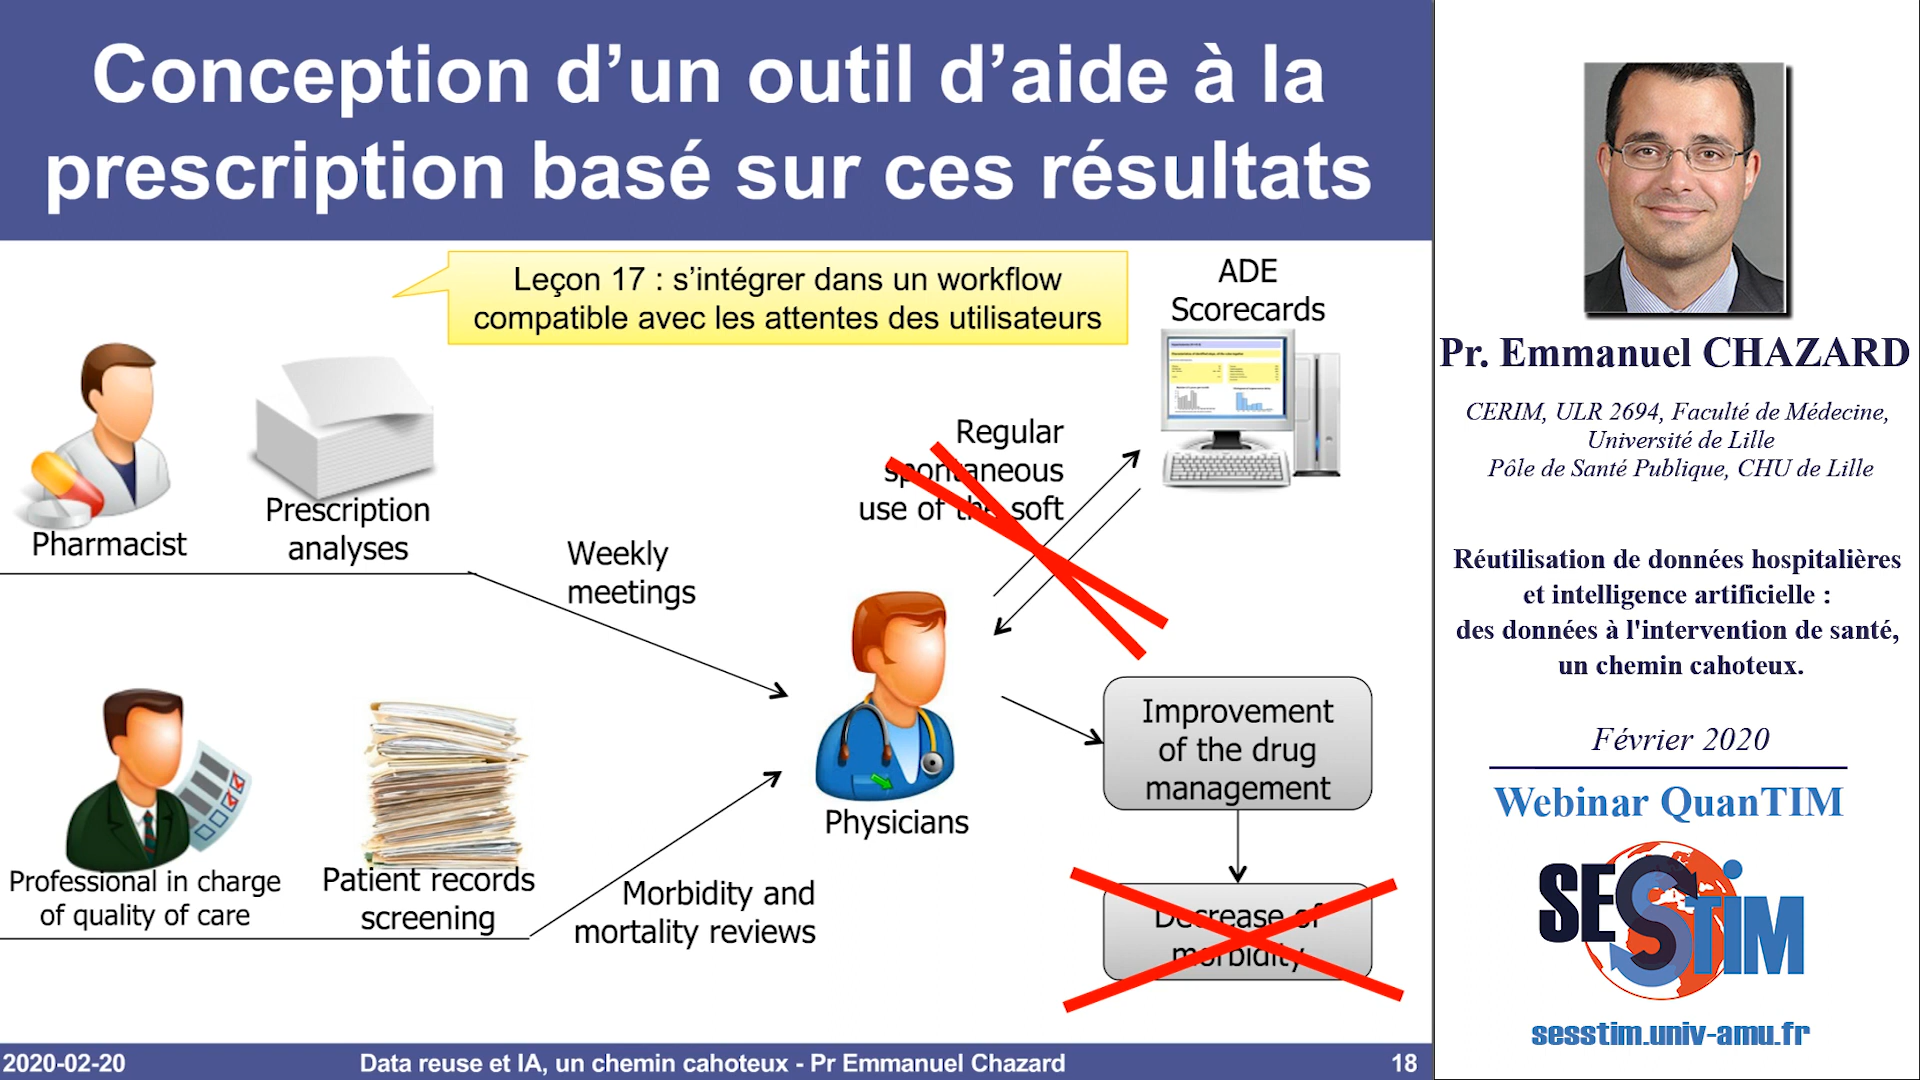 Conception d’un outil d’aide à la
prescription basé sur ces résultats
Leçon 17 : s’intégrer dans un workflow
compatible avec les attentes des utilisateurs
ADE
Scorecards
Regular
spontaneous
use of the soft
Pharmacist
Prescription
analyses
Weekly
meetings
Physicians
Improvement
of the drug
management
Decrease of
morbidity
Professional in charge
of quality of care
Patient records
screening
Morbidity and
mortality reviews
2020-02-20
Data reuse et IA, un chemin cahoteux - Pr Emmanuel Chazard
18
Pr. Emmanuel CHAZARD
CERIM, ULR 2694, Faculté de Médecine,
Université de Lille
Pôle de Santé Publique, CHU de Lille
Réutilisation de données hospitalières
et intelligence artificielle :
des données à l'intervention de santé,
un chemin cahoteux.
Février 2020
Webinar QuanTIM
SESSTIM
sesstim.univ-amu.fr